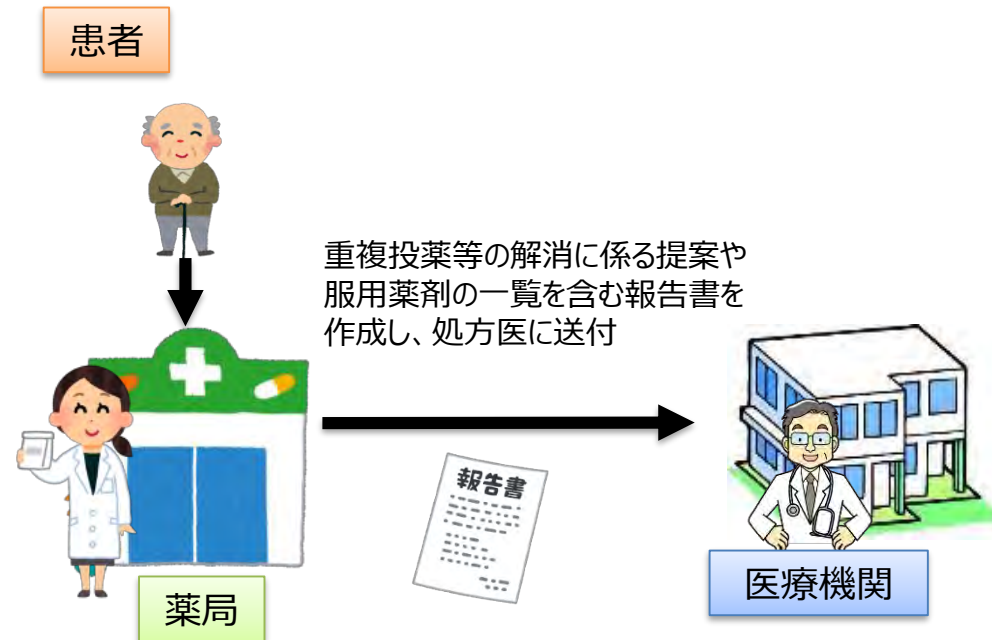 患者
重複投薬等の解消に係る提案や
服用薬剤の一覧を含む報告書を
作成し、処方医に送付
報告書
薬局
医療機関